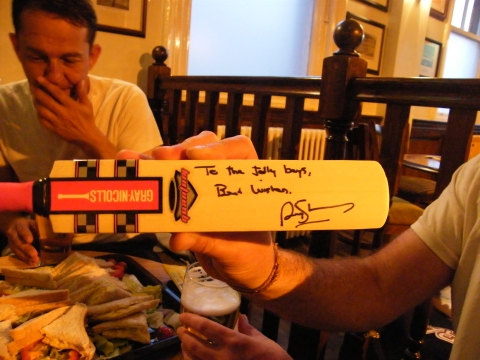 GRAY-NICOLLS
To the Jolly boys,
Best wishes.